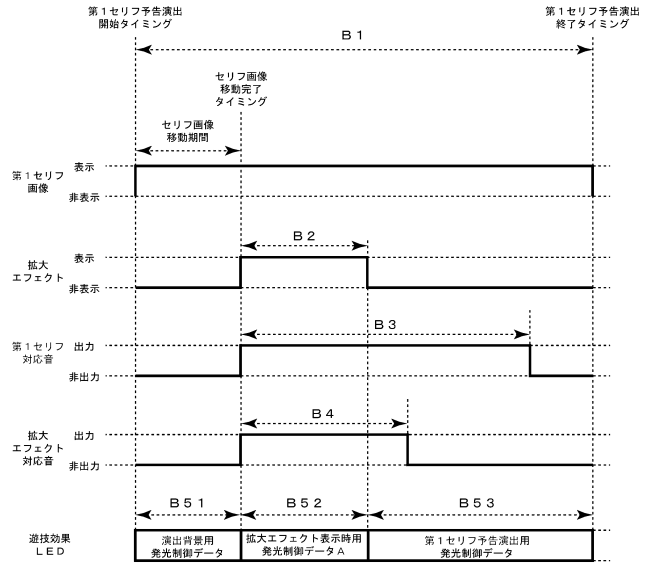 第1セリフ予告演出
開始タイミング
第1セリフ予告演出
終了タイミング
B1
セリフ画像
移動完了
タイミング
セリフ画像
移動期間
第1セリフ
画像
表示
非表示
B2
拡大
エフェクト
表示
非表示
B3
第1セリフ
対応音
出力
非出力
B4
拡大
エフェクト
対応音
出力
非出力
B51
B52
B53
遊技効果
LED
演出背景用
発光制御データ
拡大エフェクト表示時用
発光制御データA
第1セリフ予告演出用
発光制御データ